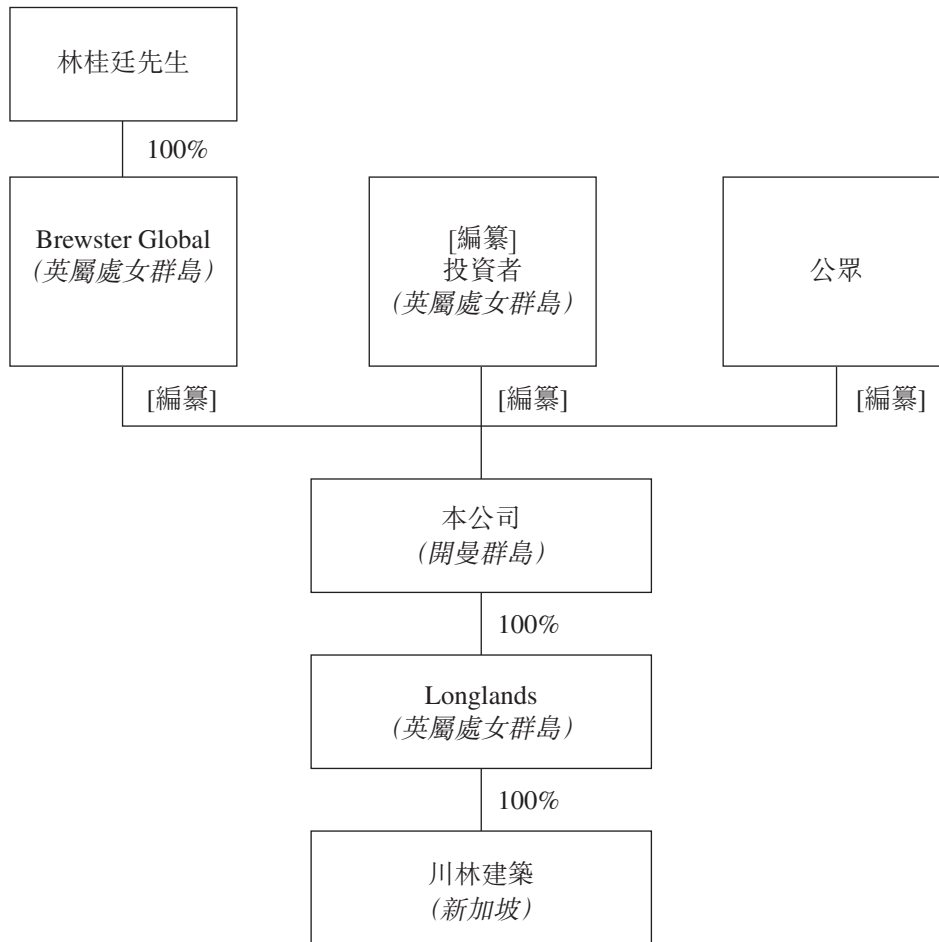 林桂廷先生
100%
Brewster Global
(英屬處女群島)
[編纂]
投資者
(英屬處女群島)
公眾
[編纂]
[編纂]
[編纂]
本公司
(開曼群島)
100%
Longlands
(英屬處女群島)
100%
川林建築
(新加坡)